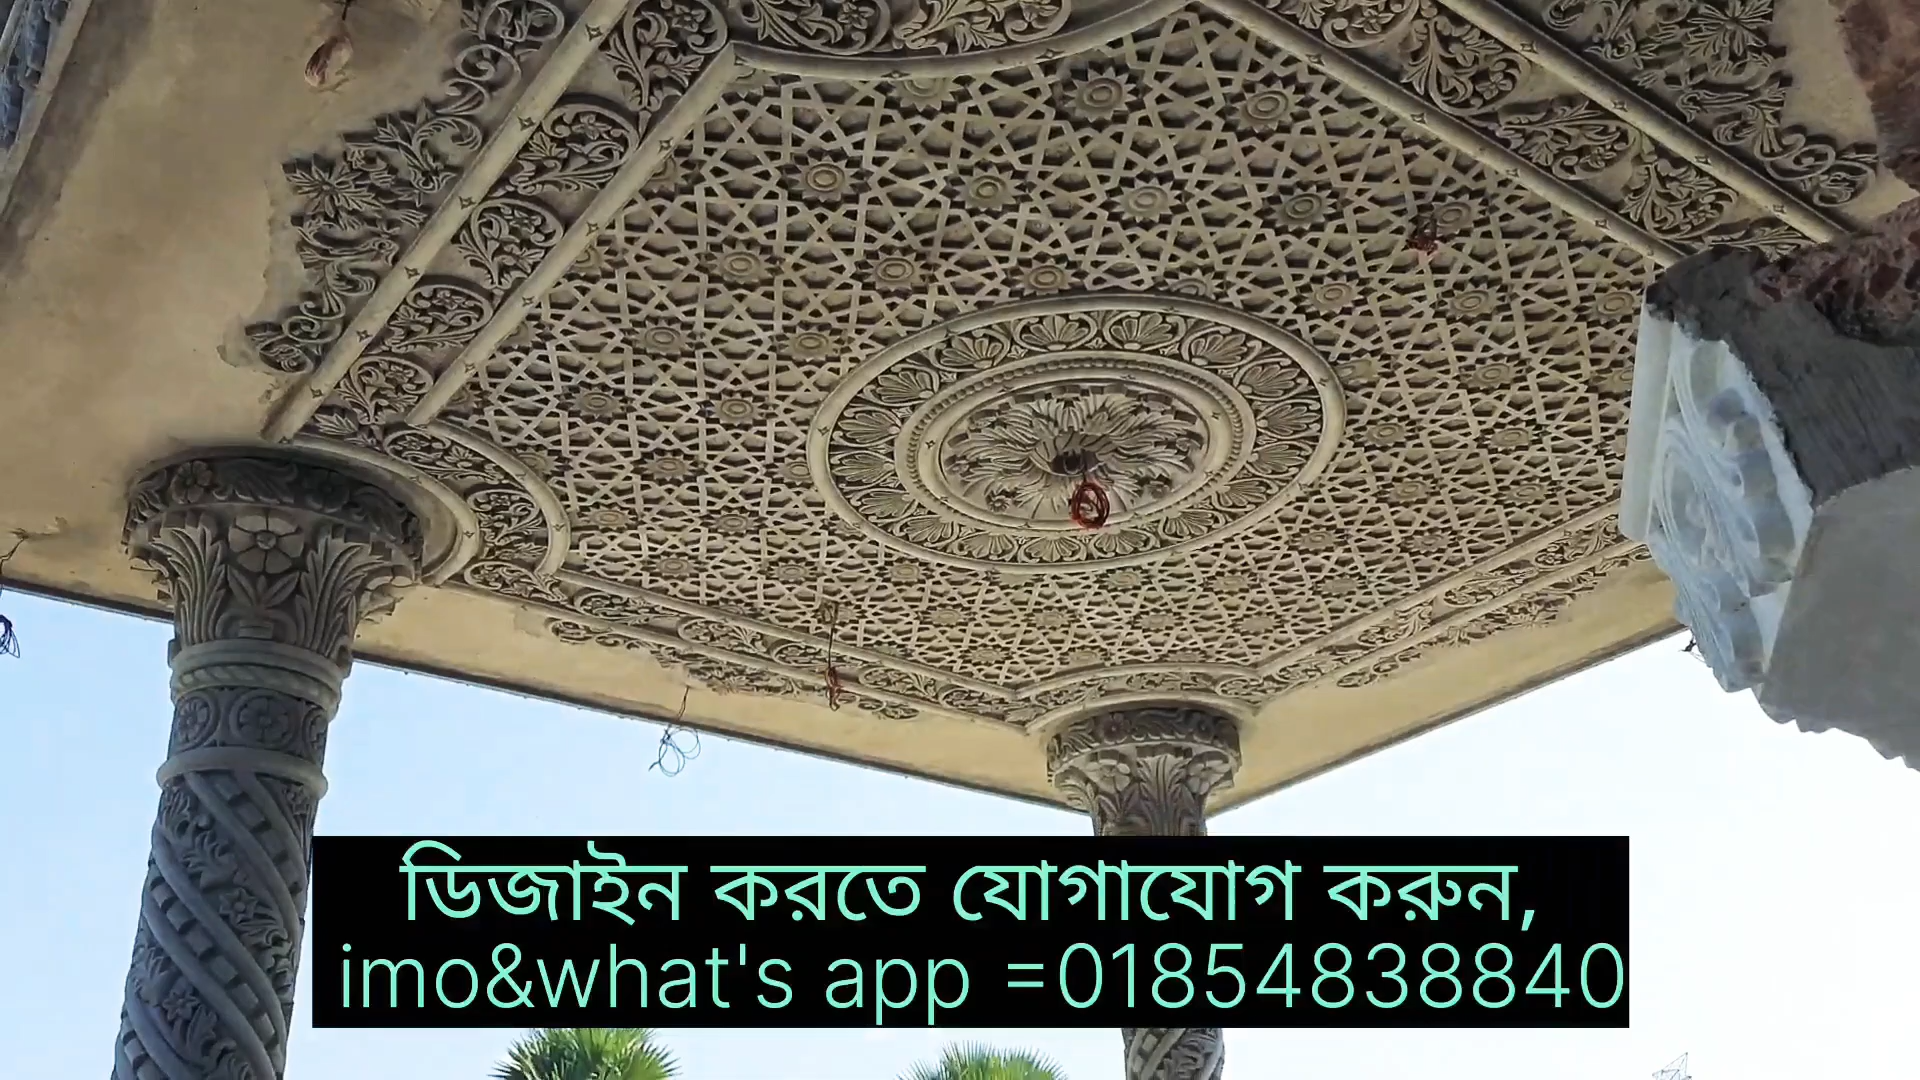 ডিজাইন করতে যোগাযোগ করুন,
imo&what's app =01854838840